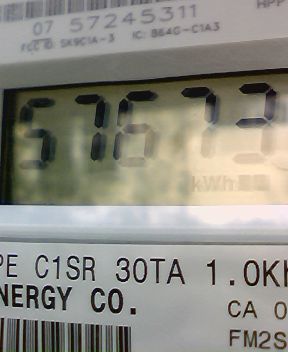 07 57245311
FCC ID: SK9C1A-3 IC: 864G-C1A3
57673
kWh
PE C1SR 30TA 1.0Kh
NERGY CO.
CA 0
FM2S